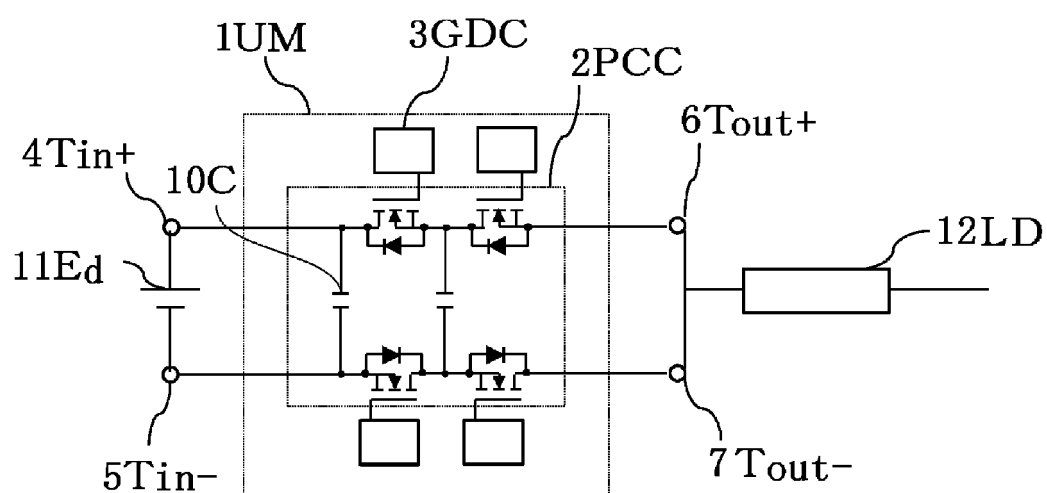 1UM
3GDC
2PCC
6Tout+
4Tin+
10C
12LD
11Ed
5Tin-
7Tout-